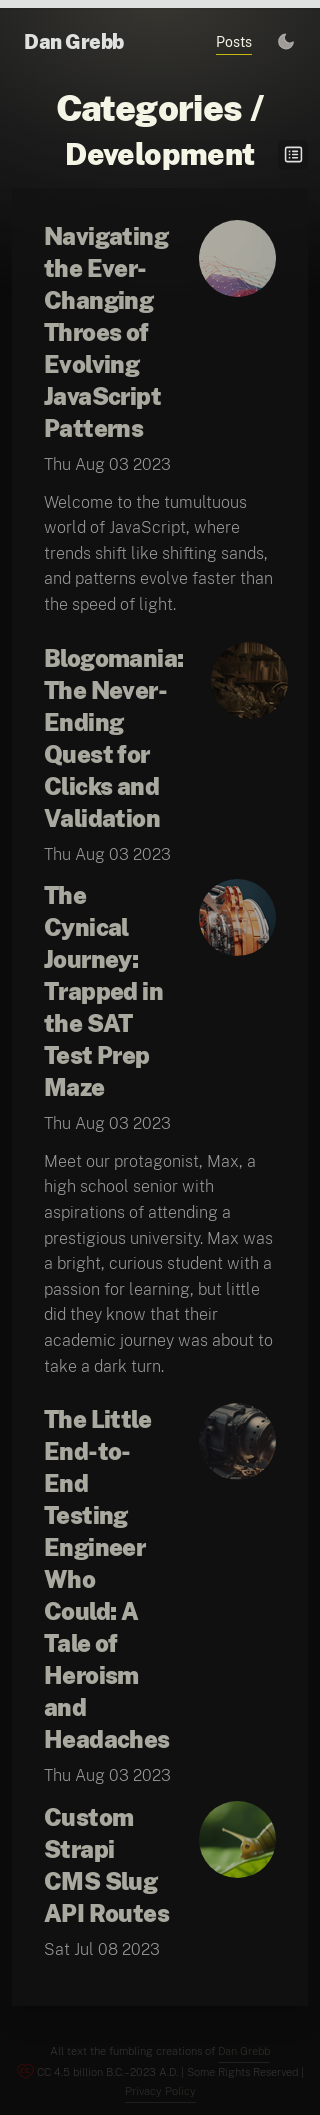 Dan Grebb
Posts
Categories /
Development
Navigating
the Ever-
Changing
Throes of
Evolving
JavaScript
Patterns
Thu Aug 03 2023
Welcome to the tumultuous
world of JavaScript, where
trends shift like shifting sands,
and patterns evolve faster than
the speed of light.
Blogomania:
The Never-
Ending
Quest for
Clicks and
Validation
Thu Aug 03 2023
The
Cynical
Journey:
Trapped in
the SAT
Test Prep
Maze
Thu Aug 03 2023
Meet our protagonist, Max, a
high school senior with
aspirations of attending a
prestigious university. Max was
a bright, curious student with a
passion for learning, but little
did they know that their
academic journey was about to
take a dark turn.
The Little
End-to-
End
Testing
Engineer
Who
Could: A
Tale of
Heroism
and
Headaches
Thu Aug 03 2023
Custom
Strapi
CMS Slug
API Routes
Sat Jul 08 2023
All text the fumbling creations of Dan Grebb
CC 4.5 billion B.C.–2023 A.D. | Some Rights Reserved |
Privacy Policy